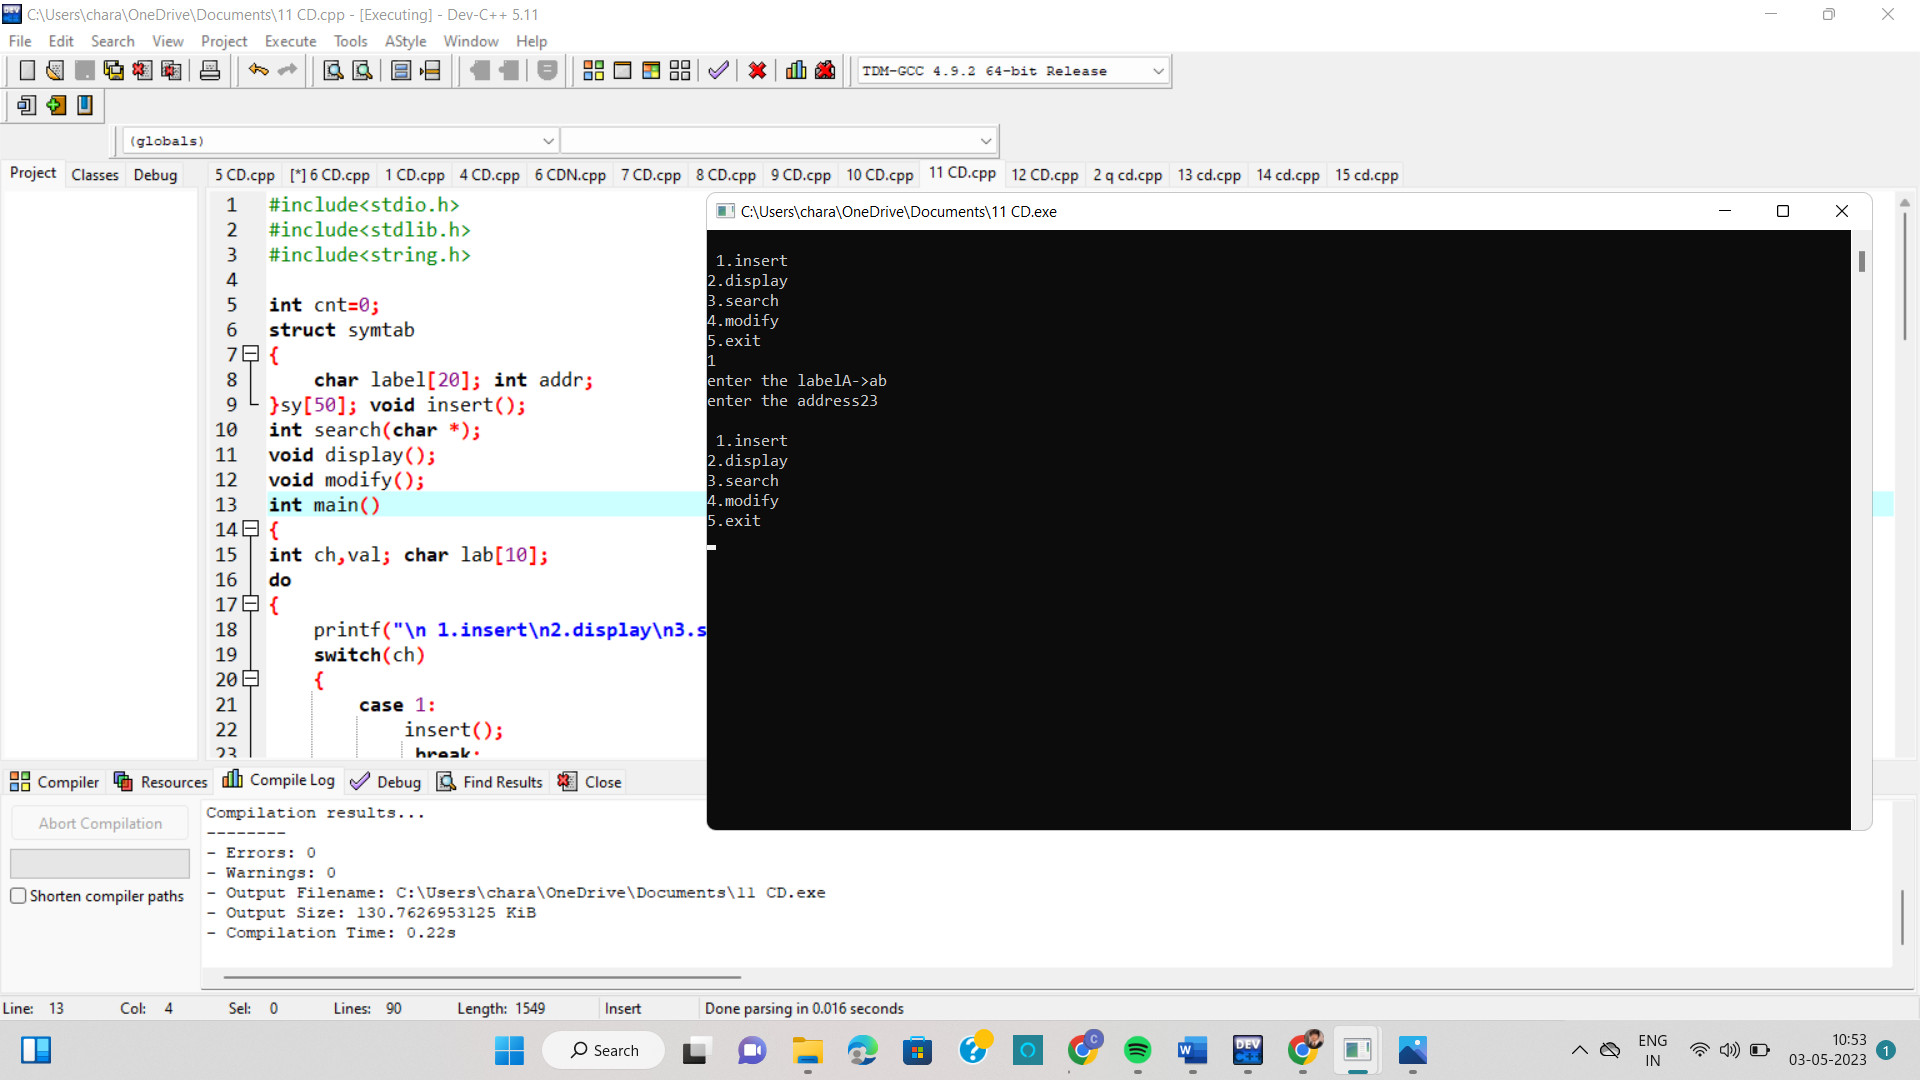 C:\Users\chara\OneDrive\Documents\11 CD.cpp - [Executing] - Dev-C++ 5.11
File Edit Search View Project Execute Tools AStyle Window Help
TDM-GCC 4.9.2 64-bit Release
(globals)
Project Classes Debug
5 CD.cpp [*] 6 CD.cpp 1 CD.cpp 4 CD.cpp 6 CDN.cpp 7 CD.cpp 8 CD.cpp 9 CD.cpp 10 CD.cpp 11 CD.cpp 12 CD.cpp 2 q cd.cpp 13 cd.cpp 14 cd.cpp 15 cd.cpp
1 #include<stdio.h>
2 #include<stdlib.h>
3 #include<string.h>
4
5 int cnt=0;
6 struct symtab
7 {
8 char label[20]; int addr;
9 }sy[50]; void insert();
10 int search(char *);
11 void display();
12 void modify();
13 int main()
14 {
15 int ch,val; char lab[10];
16 do
17 {
18 printf("\n 1.insert\n2.display\n3.s
19 switch(ch)
20 {
21 case 1:
22 insert();
23 break;
C:\Users\chara\OneDrive\Documents\11 CD.exe
1.insert
2.display
3.search
4.modify
5.exit
1
enter the labelA->ab
enter the address23
1.insert
2.display
3.search
4.modify
5.exit
Compiler Resources Compile Log Debug Find Results Close
Abort Compilation
Shorten compiler paths
Compilation results...
--------
- Errors: 0
- Warnings: 0
- Output Filename: C:\Users\chara\OneDrive\Documents\11 CD.exe
- Output Size: 130.7626953125 KiB
- Compilation Time: 0.22s
Line: 13 Col: 4 Sel: 0 Lines: 90 Length: 1549 Insert Done parsing in 0.016 seconds
Search
C
W
DEV C++
ENG
IN
10:53
03-05-2023
1